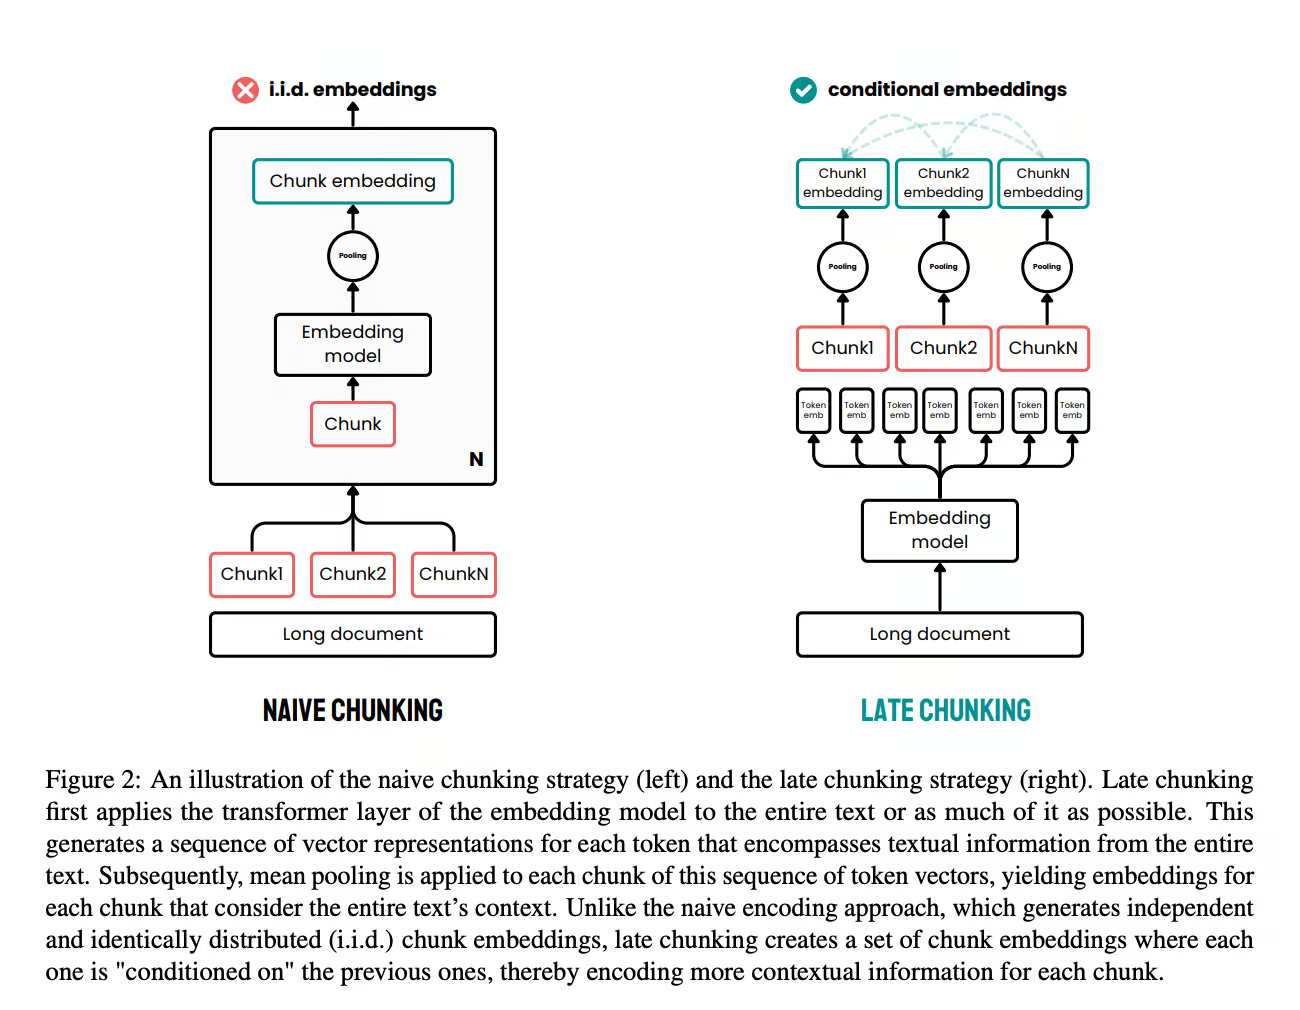 i.i.d. embeddings
Chunk embedding
Pooling
Embedding
model
Chunk
N
Chunk1 Chunk2 ChunkN
Long document
NAIVE CHUNKING
conditional embeddings
Chunk1 Chunk2 ChunkN
embedding embedding embedding
Pooling Pooling Pooling
Chunk1 Chunk2 ChunkN
Token Token Token Token Token Token Token
emb emb emb emb emb emb emb
Embedding
model
Long document
LATE CHUNKING
Figure 2: An illustration of the naive chunking strategy (left) and the late chunking strategy (right). Late chunking
first applies the transformer layer of the embedding model to the entire text or as much of it as possible. This
generates a sequence of vector representations for each token that encompasses textual information from the entire
text. Subsequently, mean pooling is applied to each chunk of this sequence of token vectors, yielding embeddings for
each chunk that consider the entire text's context. Unlike the naive encoding approach, which generates independent
and identically distributed (i.i.d.) chunk embeddings, late chunking creates a set of chunk embeddings where each
one is "conditioned on" the previous ones, thereby encoding more contextual information for each chunk.